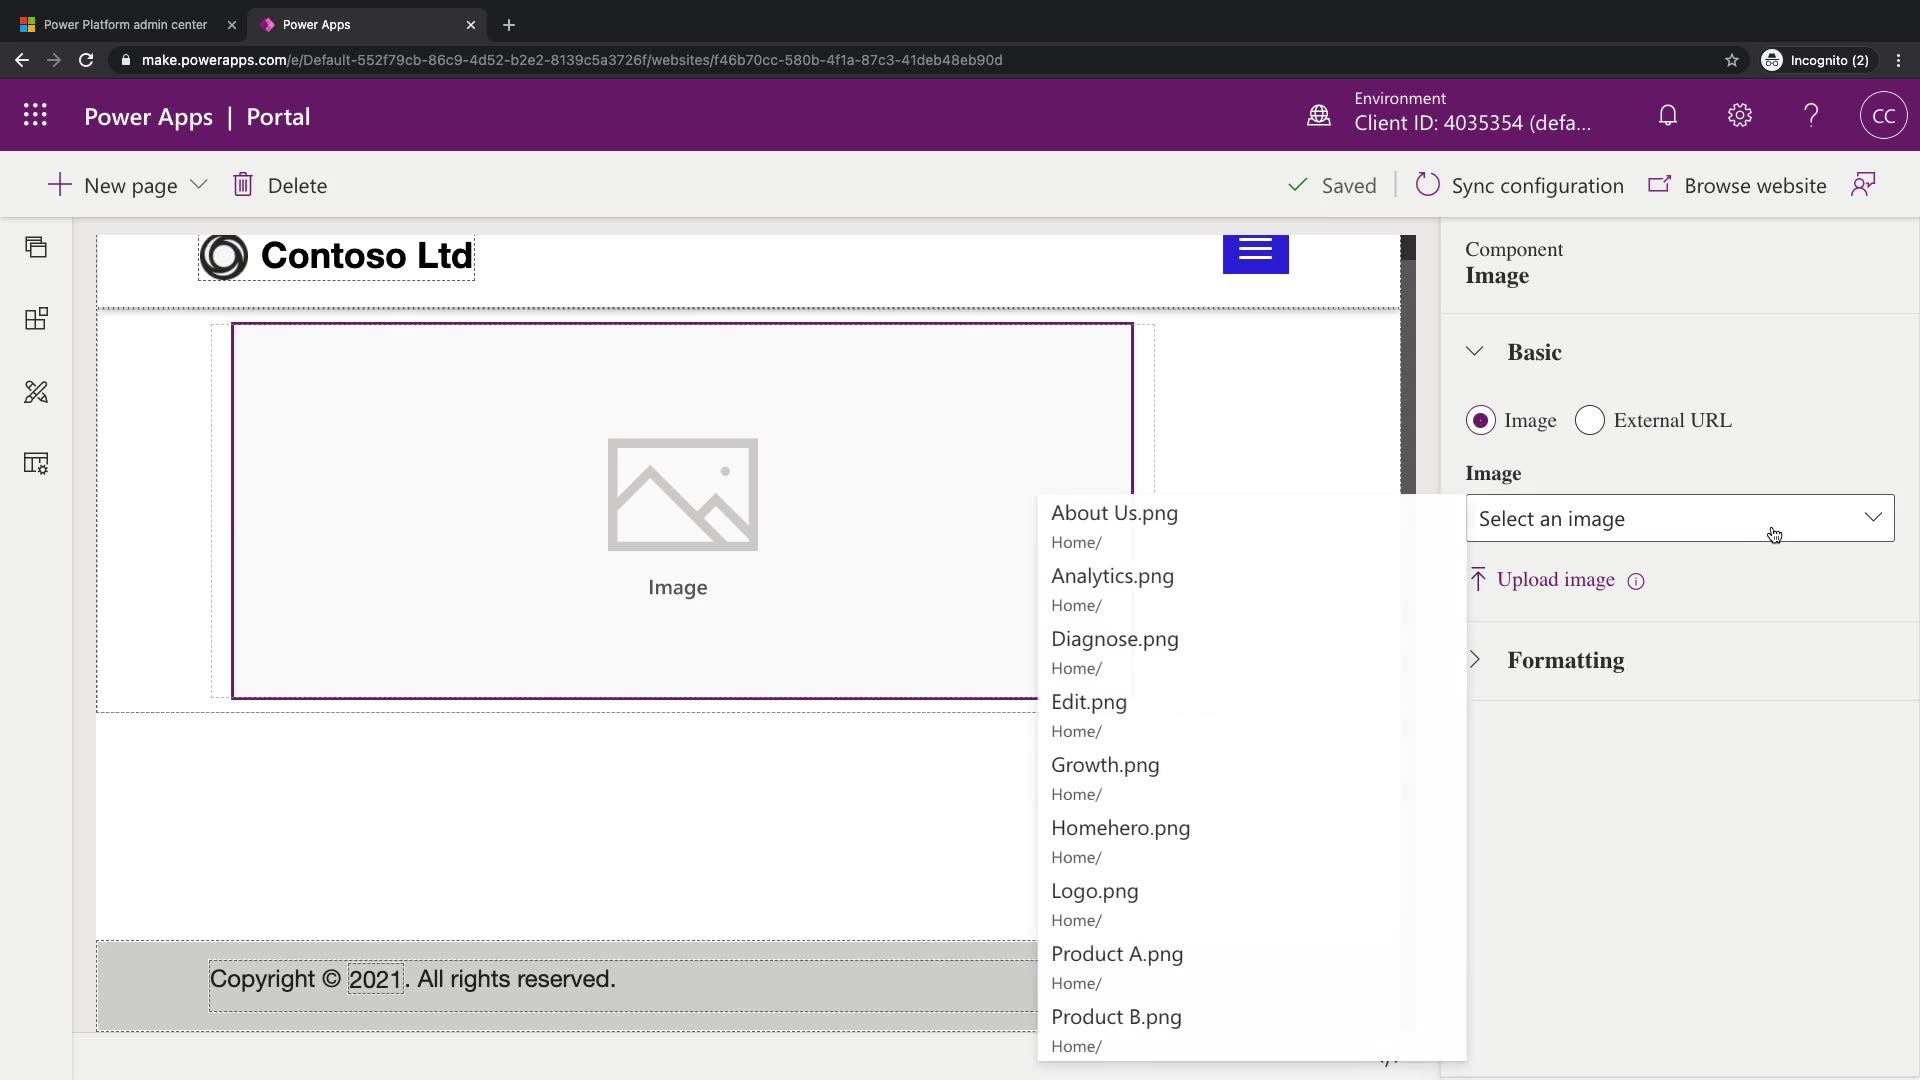 Power Platform admin center
Power Apps
make.powerapps.com/e/Default-552f79cb-86c9-4d52-b2e2-8139c5a3726f/websites/f46b70cc-580b-4f1a-87c3-41deb48eb90d
Incognito (2)
Power Apps | Portal
Environment
Client ID: 4035354 (defa...
CC
New page
Delete
Saved
Sync configuration
Browse website
Contoso Ltd
Component
Image
Basic
Image
External URL
Image
Select an image
Upload image
Formatting
Image
About Us.png
Home/
Analytics.png
Home/
Diagnose.png
Home/
Edit.png
Home/
Growth.png
Home/
Homehero.png
Home/
Logo.png
Home/
Product A.png
Home/
Product B.png
Home/
Copyright © 2021. All rights reserved.